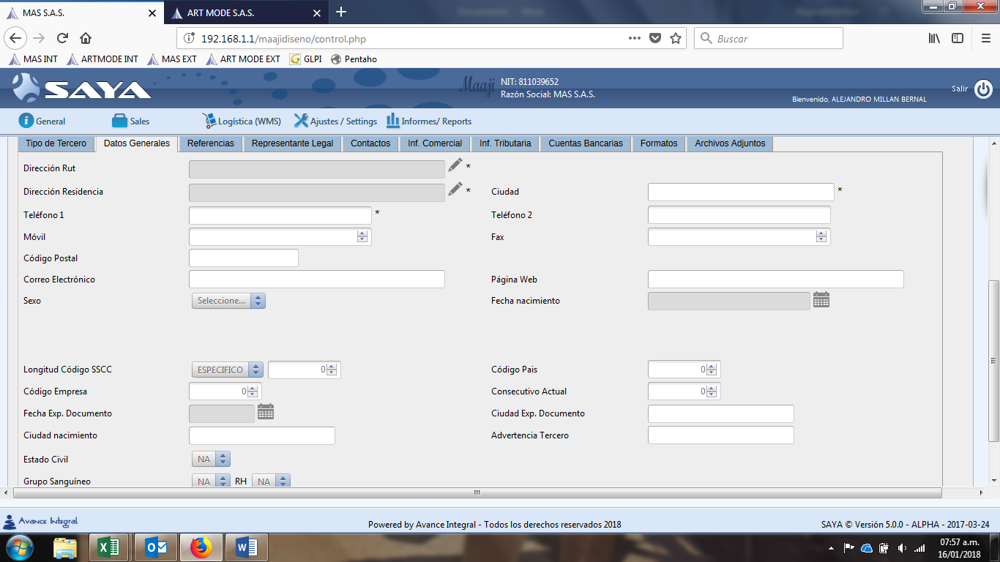 MAS S.A.S.
ART MODE S.A.S.
192.168.1.1/maajidiseno/control.php
Buscar
MAS INT
ARTMODE INT
MAS EXT
ART MODE EXT
GLPI
Pentaho
SAYA
Maaji
NIT: 811039652
Razón Social: MAS S.A.S.
Bienvenido, ALEJANDRO MILLAN BERNAL
Salir
General
Sales
Logística (WMS)
Ajustes / Settings
Informes/ Reports
Tipo de Tercero
Datos Generales
Referencias
Representante Legal
Contactos
Inf. Comercial
Inf. Tributaria
Cuentas Bancarias
Formatos
Archivos Adjuntos
Dirección Rut *
Dirección Residencia *
Ciudad *
Teléfono 1 *
Teléfono 2
Móvil
Fax
Código Postal
Correo Electrónico
Página Web
Sexo Seleccione...
Fecha nacimiento
Longitud Código SSCC ESPECIFICO 0
Código Pais 0
Código Empresa 0
Consecutivo Actual 0
Fecha Exp. Documento
Ciudad Exp. Documento
Ciudad nacimiento
Advertencia Tercero
Estado Civil NA
Grupo Sanguíneo NA RH NA
Avance Integral
Powered by Avance Integral - Todos los derechos reservados 2018
SAYA © Versión 5.0.0 - ALPHA - 2017-03-24
07:57 a.m.
16/01/2018